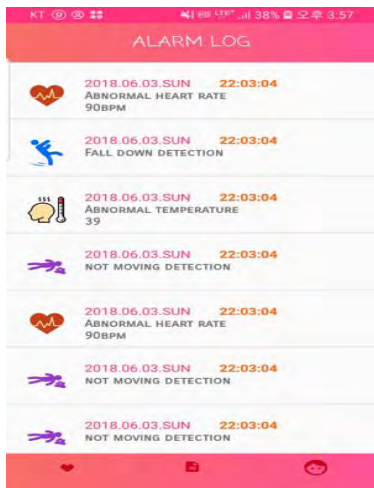 KT 38% 오후 3:57
ALARM LOG
2018.06.03.SUN 22:03:04
ABNORMAL HEART RATE
90BPM
2018.06.03.SUN 22:03:04
FALL DOWN DETECTION
2018.06.03.SUN 22:03:04
ABNORMAL TEMPERATURE
39
2018.06.03.SUN 22:03:04
NOT MOVING DETECTION
2018.06.03.SUN 22:03:04
ABNORMAL HEART RATE
90BPM
2018.06.03.SUN 22:03:04
NOT MOVING DETECTION
2018.06.03.SUN 22:03:04
NOT MOVING DETECTION